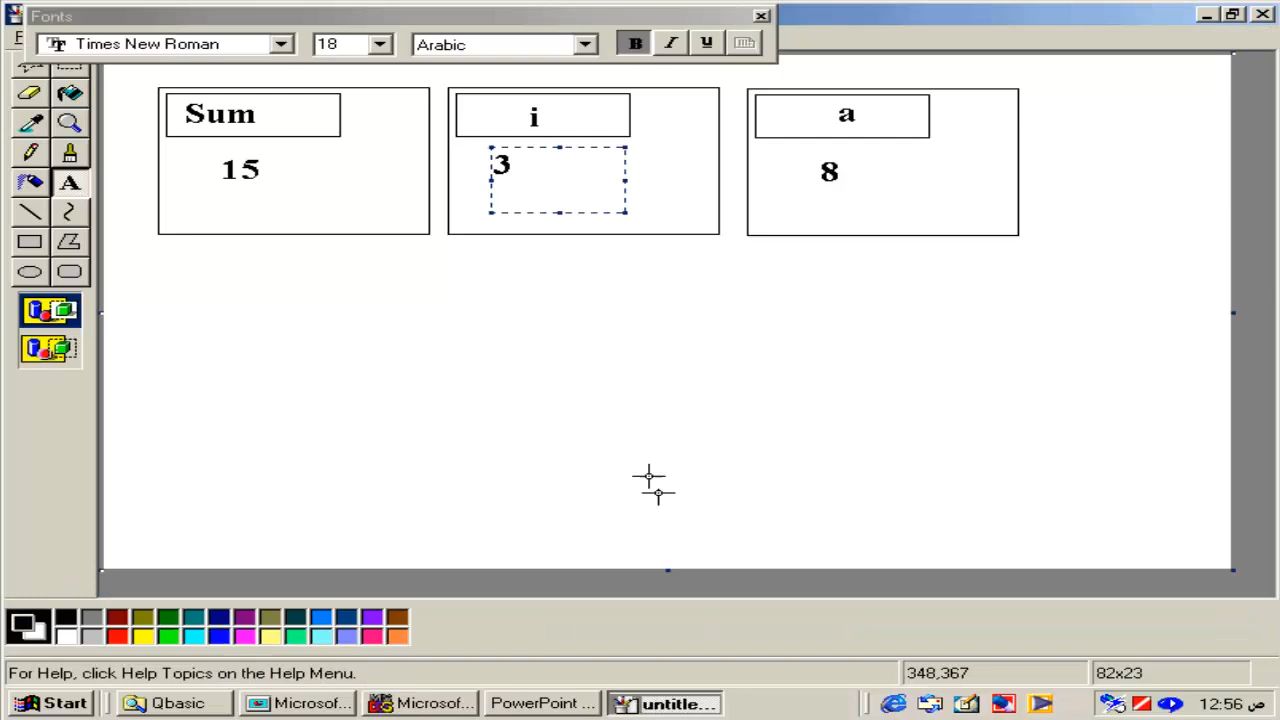 Fonts
Times New Roman 18 Arabic B I U
Sum i a
15 3 8
A
For Help, click Help Topics on the Help Menu. 348,367 82x23
Start Qbasic Microsof... Microsof... PowerPoint ... untitle... 12:56 ص